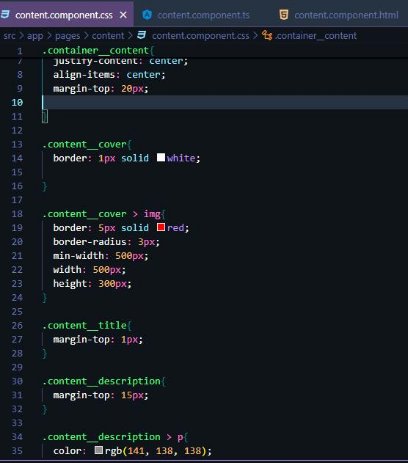 content.component.css × content.component.ts content.component.html
src > app > pages > content > content.component.css > .container__content
1 .container__content{
7 justify-content: center;
8 align-items: center;
9 margin-top: 20px;
10
11 }
12
13 .content__cover{
14 border: 1px solid white;
15
16 }
17
18 .content__cover > img{
19 border: 5px solid red;
20 border-radius: 3px;
21 min-width: 500px;
22 width: 500px;
23 height: 300px;
24 }
25
26 .content__title{
27 margin-top: 1px;
28 }
29
30 .content__description{
31 margin-top: 15px;
32 }
33
34 .content__description > p{
35 color: rgb(141, 138, 138);